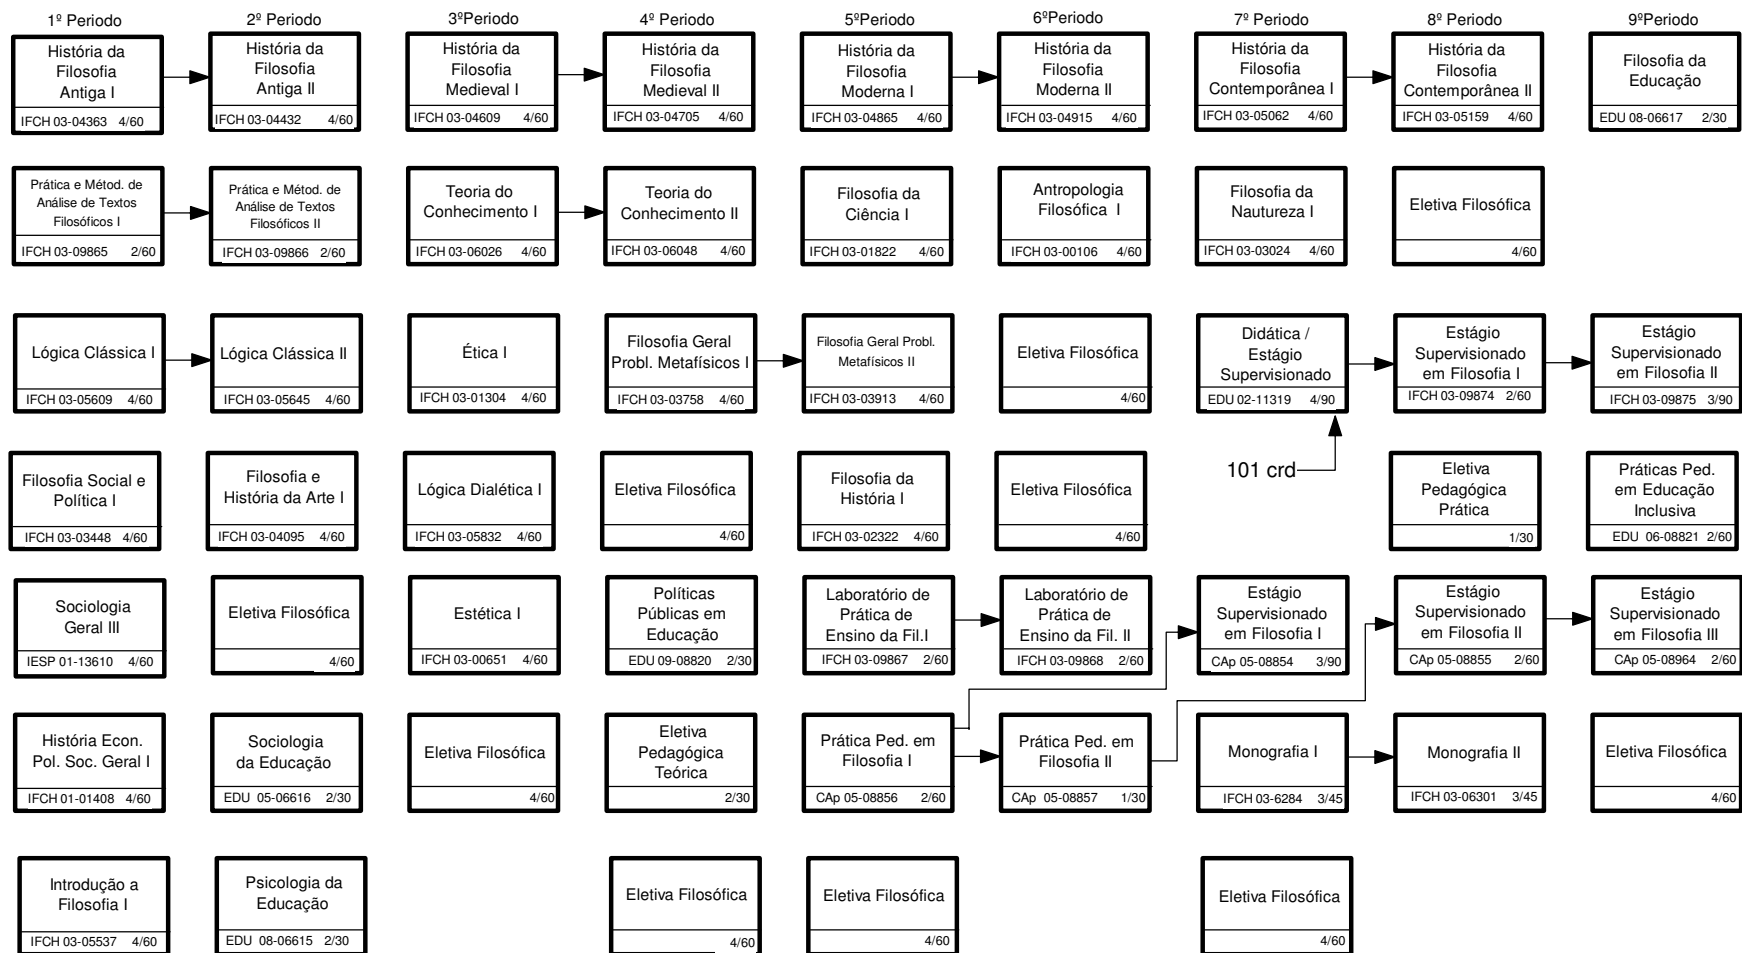 1º Periodo
2º Periodo
3ºPeriodo
4º Periodo
5ºPeriodo
6ºPeriodo
7º Periodo
8º Periodo
9ºPeriodo
História da
Filosofia
Antiga I
IFCH 03-04363 4/60
História da
Filosofia
Antiga II
IFCH 03-04432 4/60
História da
Filosofia
Medieval I
IFCH 03-04609 4/60
História da
Filosofia
Medieval II
IFCH 03-04705 4/60
História da
Filosofia
Moderna I
IFCH 03-04865 4/60
História da
Filosofia
Moderna II
IFCH 03-04915 4/60
História da
Filosofia
Contemporânea I
IFCH 03-05062 4/60
História da
Filosofia
Contemporânea II
IFCH 03-05159 4/60
Filosofia da
Educação
EDU 08-06617 2/30
Prática e Métod. de
Análise de Textos
Filosóficos I
IFCH 03-09865 2/60
Prática e Métod. de
Análise de Textos
Filosóficos II
IFCH 03-09866 2/60
Teoria do
Conhecimento I
IFCH 03-06026 4/60
Teoria do
Conhecimento II
IFCH 03-06048 4/60
Filosofia da
Ciência I
IFCH 03-01822 4/60
Antropologia
Filosófica I
IFCH 03-00106 4/60
Filosofia da
Nautureza I
IFCH 03-03024 4/60
Eletiva Filosófica
4/60
Lógica Clássica I
IFCH 03-05609 4/60
Lógica Clássica II
IFCH 03-05645 4/60
Ética I
IFCH 03-01304 4/60
Filosofia Geral
Probl. Metafísicos I
IFCH 03-03758 4/60
Filosofia Geral Probl.
Metafísicos II
IFCH 03-03913 4/60
Eletiva Filosófica
4/60
Didática /
Estágio
Supervisionado
EDU 02-11319 4/90
Estágio
Supervisionado
em Filosofia I
IFCH 03-09874 2/60
Estágio
Supervisionado
em Filosofia II
IFCH 03-09875 3/90
101 crd
Filosofia Social e
Política I
IFCH 03-03448 4/60
Filosofia e
História da Arte I
IFCH 03-04095 4/60
Lógica Dialética I
IFCH 03-05832 4/60
Eletiva Filosófica
4/60
Filosofia da
História I
IFCH 03-02322 4/60
Eletiva Filosófica
4/60
Eletiva
Pedagógica
Prática
1/30
Práticas Ped.
em Educação
Inclusiva
EDU 06-08821 2/60
Sociologia
Geral III
IESP 01-13610 4/60
Eletiva Filosófica
4/60
Estética I
IFCH 03-00651 4/60
Políticas
Públicas em
Educação
EDU 09-08820 2/30
Laboratório de
Prática de
Ensino da Fil.I
IFCH 03-09867 2/60
Laboratório de
Prática de
Ensino da Fil. II
IFCH 03-09868 2/60
Estágio
Supervisionado
em Filosofia I
CAp 05-08854 3/90
Estágio
Supervisionado
em Filosofia II
CAp 05-08855 2/60
Estágio
Supervisionado
em Filosofia III
CAp 05-08964 2/60
História Econ.
Pol. Soc. Geral I
IFCH 01-01408 4/60
Sociologia
da Educação
EDU 05-06616 2/30
Eletiva Filosófica
4/60
Eletiva
Pedagógica
Teórica
2/30
Prática Ped. em
Filosofia I
CAp 05-08856 2/60
Prática Ped. em
Filosofia II
CAp 05-08857 1/30
Monografia I
IFCH 03-6284 3/45
Monografia II
IFCH 03-06301 3/45
Eletiva Filosófica
4/60
Introdução a
Filosofia I
IFCH 03-05537 4/60
Psicologia da
Educação
EDU 08-06615 2/30
Eletiva Filosófica
4/60
Eletiva Filosófica
4/60
Eletiva Filosófica
4/60